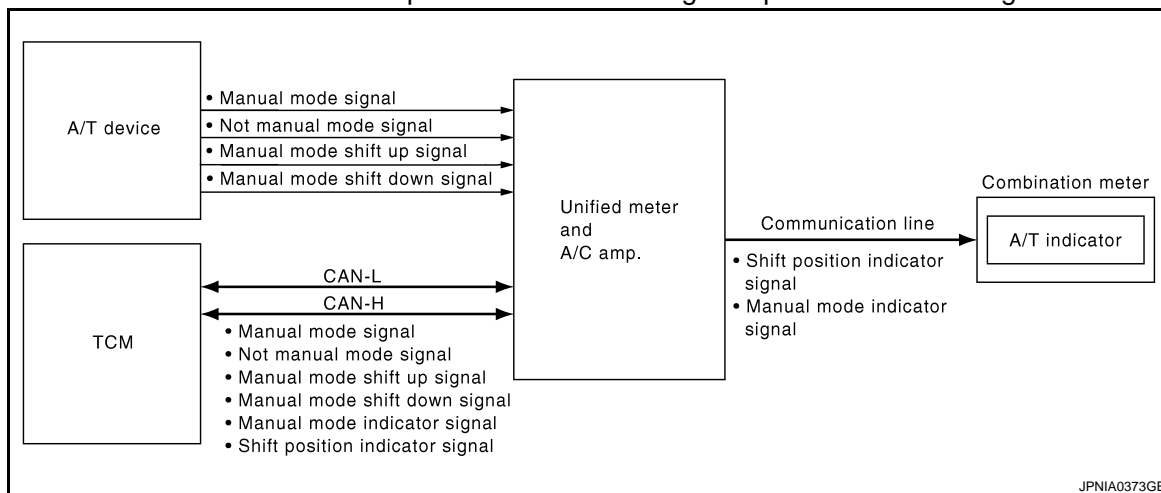 A/T device
• Manual mode signal
• Not manual mode signal
• Manual mode shift up signal
• Manual mode shift down signal
TCM
CAN-L
CAN-H
• Manual mode signal
• Not manual mode signal
• Manual mode shift up signal
• Manual mode shift down signal
• Manual mode indicator signal
• Shift position indicator signal
Unified meter
and
A/C amp.
Communication line
• Shift position indicator
signal
• Manual mode indicator
signal
Combination meter
A/T indicator
JPNIA0373GB